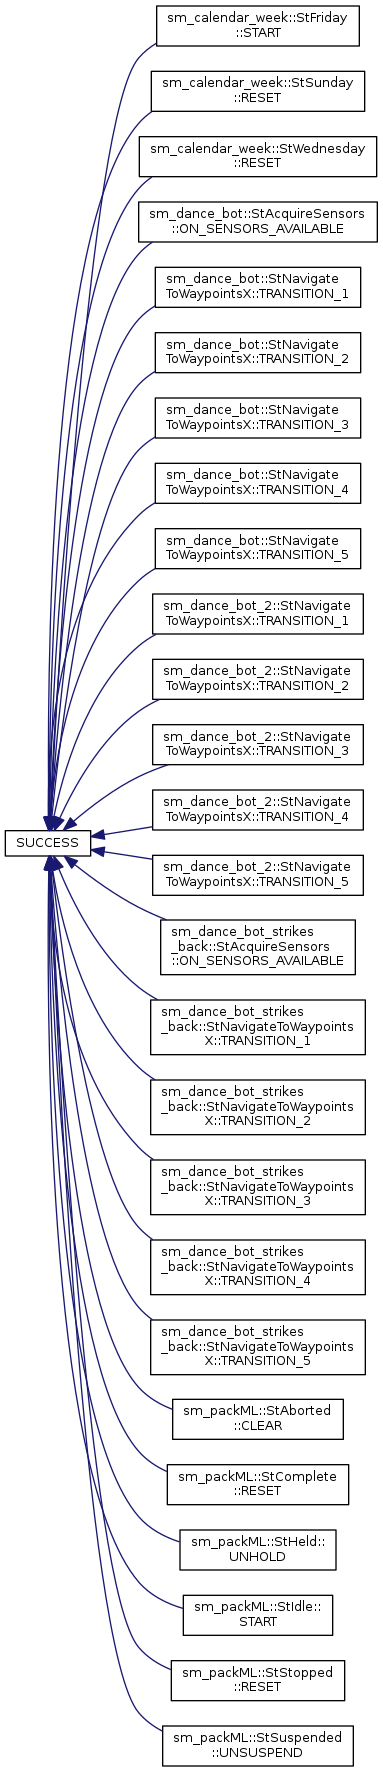 sm_calendar_week::StFriday
::START
sm_calendar_week::StSunday
::RESET
sm_calendar_week::StWednesday
::RESET
sm_dance_bot::StAcquireSensors
::ON_SENSORS_AVAILABLE
sm_dance_bot::StNavigate
ToWaypointsX::TRANSITION_1
sm_dance_bot::StNavigate
ToWaypointsX::TRANSITION_2
sm_dance_bot::StNavigate
ToWaypointsX::TRANSITION_3
sm_dance_bot::StNavigate
ToWaypointsX::TRANSITION_4
sm_dance_bot::StNavigate
ToWaypointsX::TRANSITION_5
sm_dance_bot_2::StNavigate
ToWaypointsX::TRANSITION_1
sm_dance_bot_2::StNavigate
ToWaypointsX::TRANSITION_2
sm_dance_bot_2::StNavigate
ToWaypointsX::TRANSITION_3
sm_dance_bot_2::StNavigate
ToWaypointsX::TRANSITION_4
SUCCESS
sm_dance_bot_2::StNavigate
ToWaypointsX::TRANSITION_5
sm_dance_bot_strikes
_back::StAcquireSensors
::ON_SENSORS_AVAILABLE
sm_dance_bot_strikes
_back::StNavigateToWaypoints
X::TRANSITION_1
sm_dance_bot_strikes
_back::StNavigateToWaypoints
X::TRANSITION_2
sm_dance_bot_strikes
_back::StNavigateToWaypoints
X::TRANSITION_3
sm_dance_bot_strikes
_back::StNavigateToWaypoints
X::TRANSITION_4
sm_dance_bot_strikes
_back::StNavigateToWaypoints
X::TRANSITION_5
sm_packML::StAborted
::CLEAR
sm_packML::StComplete
::RESET
sm_packML::StHeld::
UNHOLD
sm_packML::StIdle::
START
sm_packML::StStopped
::RESET
sm_packML::StSuspended
::UNSUSPEND